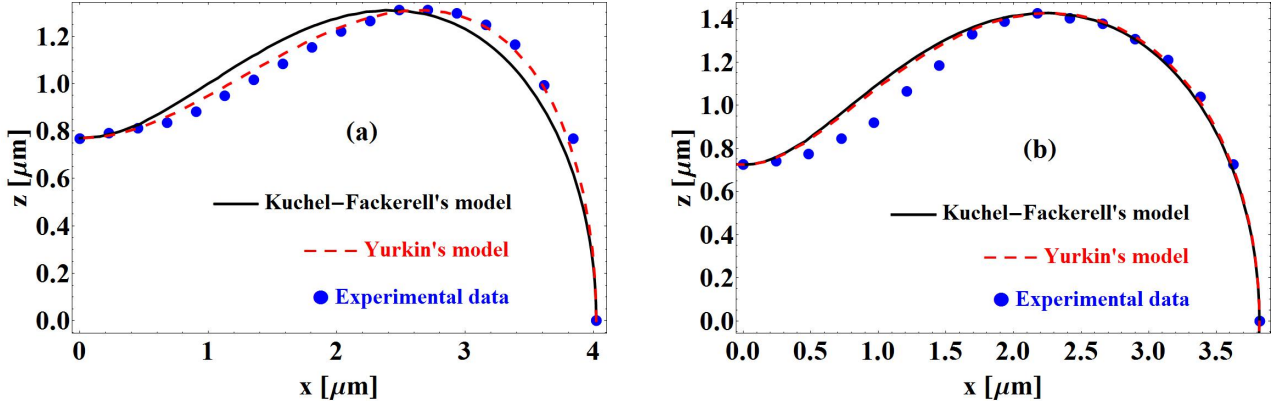 1.2
1.0
0.8
0.6
0.4
0.2
0.0
z [μm]
(a)
Kuchel−Fackerell's model
Yurkin's model
Experimental data
0
1
2
3
4
x [μm]
1.4
1.2
1.0
0.8
0.6
0.4
0.2
0.0
z [μm]
(b)
Kuchel−Fackerell's model
Yurkin's model
Experimental data
0.0
0.5
1.0
1.5
2.0
2.5
3.0
3.5
x [μm]